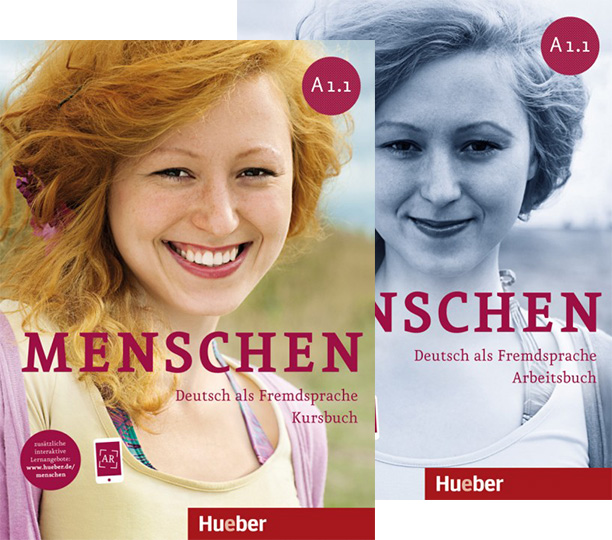 A1.1
MENSCHEN
Deutsch als Fremdsprache
Kursbuch
zusätzliche
interaktive
Lernangebote:
www.hueber.de/
menschen
AR
Hueber
A1.1
NSCHEN
Deutsch als Fremdsprache
Arbeitsbuch
Hueber